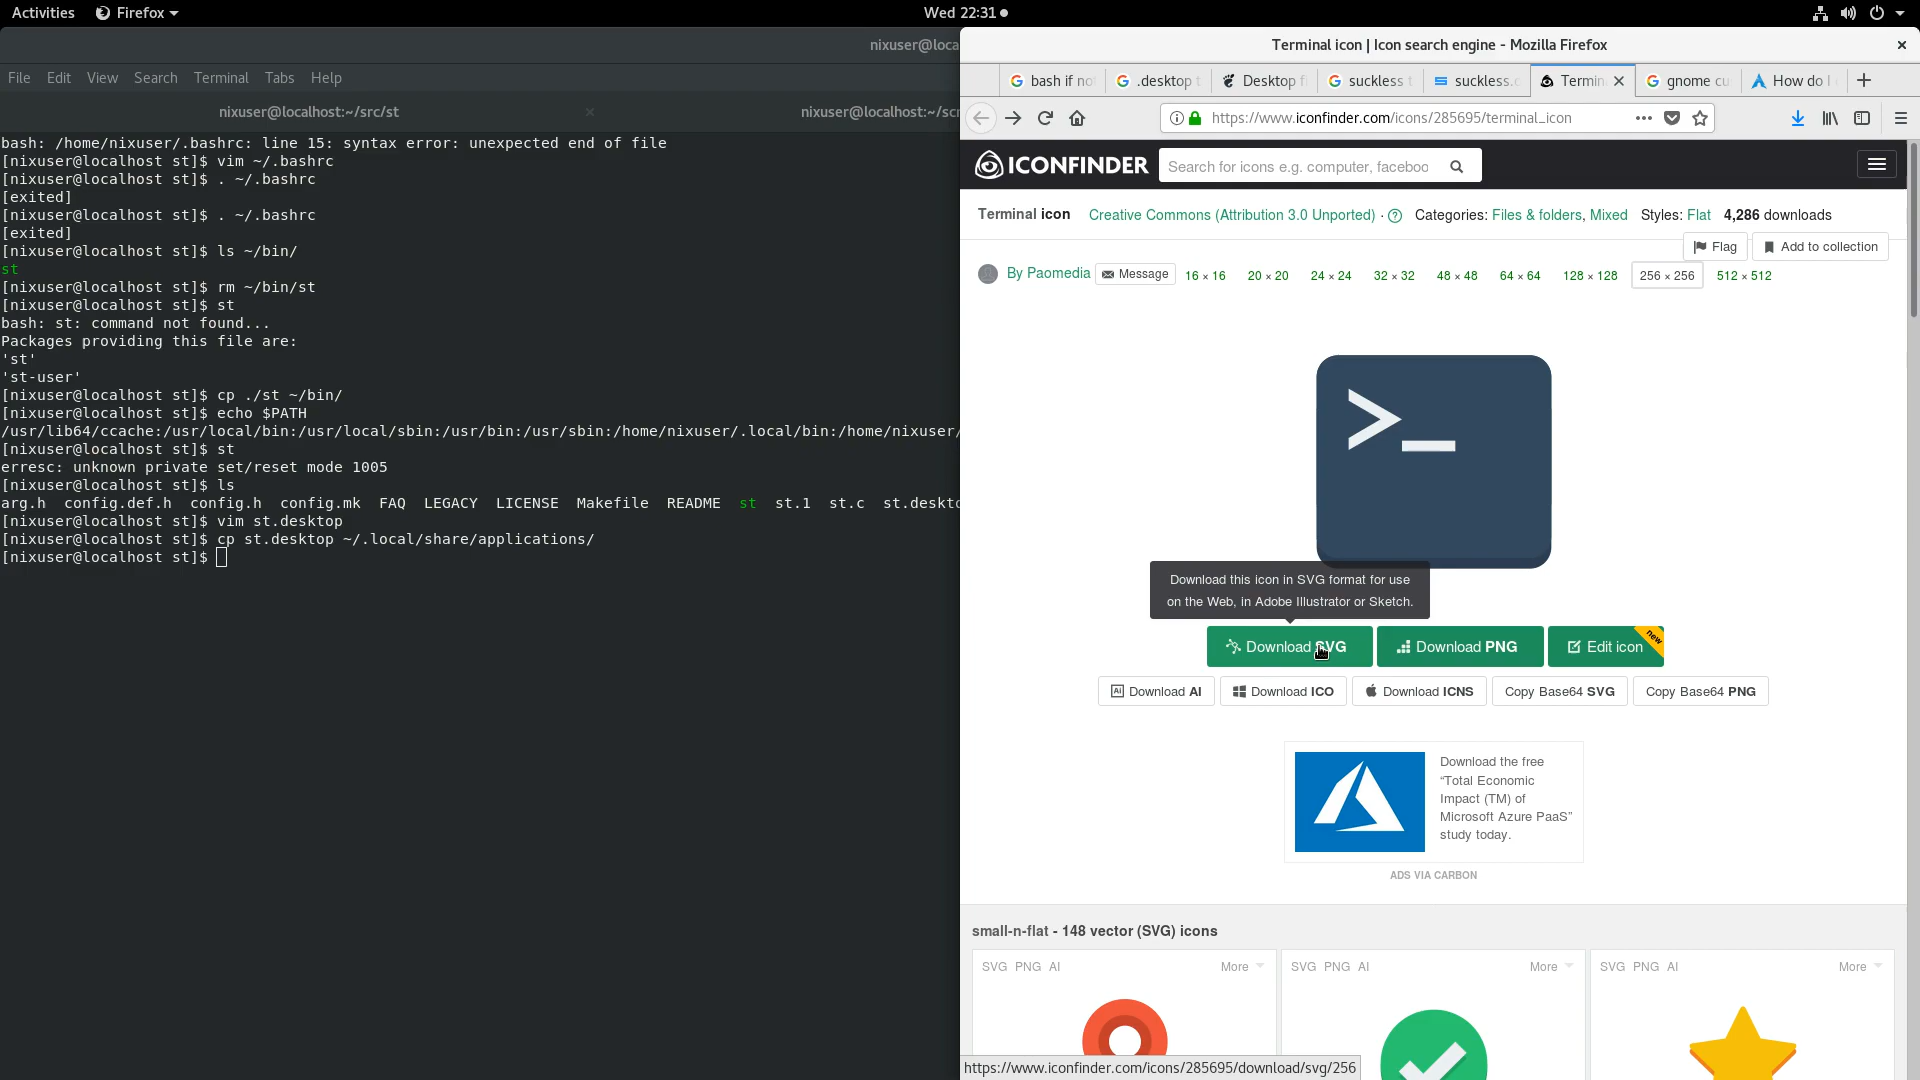 Activities Firefox Wed 22:31
nixuser@loca
File Edit View Search Terminal Tabs Help
nixuser@localhost:~/src/st nixuser@localhost:~/scr
bash: /home/nixuser/.bashrc: line 15: syntax error: unexpected end of file
[nixuser@localhost st]$ vim ~/.bashrc
[nixuser@localhost st]$ . ~/.bashrc
[exited]
[nixuser@localhost st]$ . ~/.bashrc
[exited]
[nixuser@localhost st]$ ls ~/bin/
st
[nixuser@localhost st]$ rm ~/bin/st
[nixuser@localhost st]$ st
bash: st: command not found...
Packages providing this file are:
'st'
'st-user'
[nixuser@localhost st]$ cp ./st ~/bin/
[nixuser@localhost st]$ echo $PATH
/usr/lib64/ccache:/usr/local/bin:/usr/local/sbin:/usr/bin:/usr/sbin:/home/nixuser/.local/bin:/home/nixuser/
[nixuser@localhost st]$ st
erresc: unknown private set/reset mode 1005
[nixuser@localhost st]$ ls
arg.h config.def.h config.h config.mk FAQ LEGACY LICENSE Makefile README st st.1 st.c st.deskto
[nixuser@localhost st]$ vim st.desktop
[nixuser@localhost st]$ cp st.desktop ~/.local/share/applications/
[nixuser@localhost st]$
Terminal icon | Icon search engine - Mozilla Firefox
bash if no .desktop t Desktop f suckless t suckless.c Termin gnome cu How do I
https://www.iconfinder.com/icons/285695/terminal_icon
ICONFINDER Search for icons e.g. computer, faceboo
Terminal icon Creative Commons (Attribution 3.0 Unported) · Categories: Files & folders, Mixed Styles: Flat 4,286 downloads
Flag Add to collection
By Paomedia Message 16 × 16 20 × 20 24 × 24 32 × 32 48 × 48 64 × 64 128 × 128 256 × 256 512 × 512
>_
Download this icon in SVG format for use
on the Web, in Adobe Illustrator or Sketch.
Download SVG Download PNG Edit icon new
Download AI Download ICO Download ICNS Copy Base64 SVG Copy Base64 PNG
Download the free
“Total Economic
Impact (TM) of
Microsoft Azure PaaS”
study today.
ADS VIA CARBON
small-n-flat - 148 vector (SVG) icons
SVG PNG AI More SVG PNG AI More SVG PNG AI More
https://www.iconfinder.com/icons/285695/download/svg/256